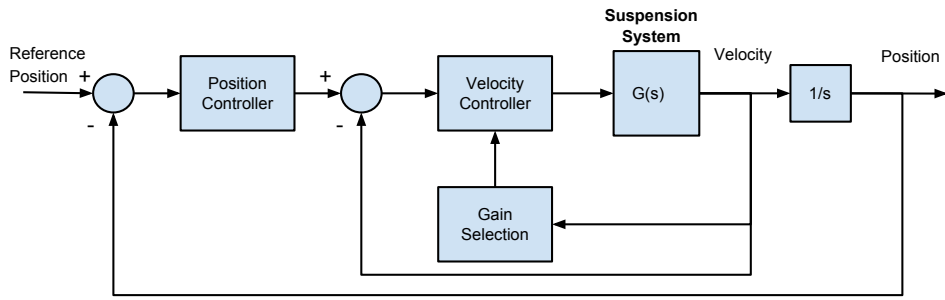 Suspension
System
Reference
Position
+
-
Position
Controller
+
-
Velocity
Controller
G(s)
Velocity
1/s
Position
Gain
Selection